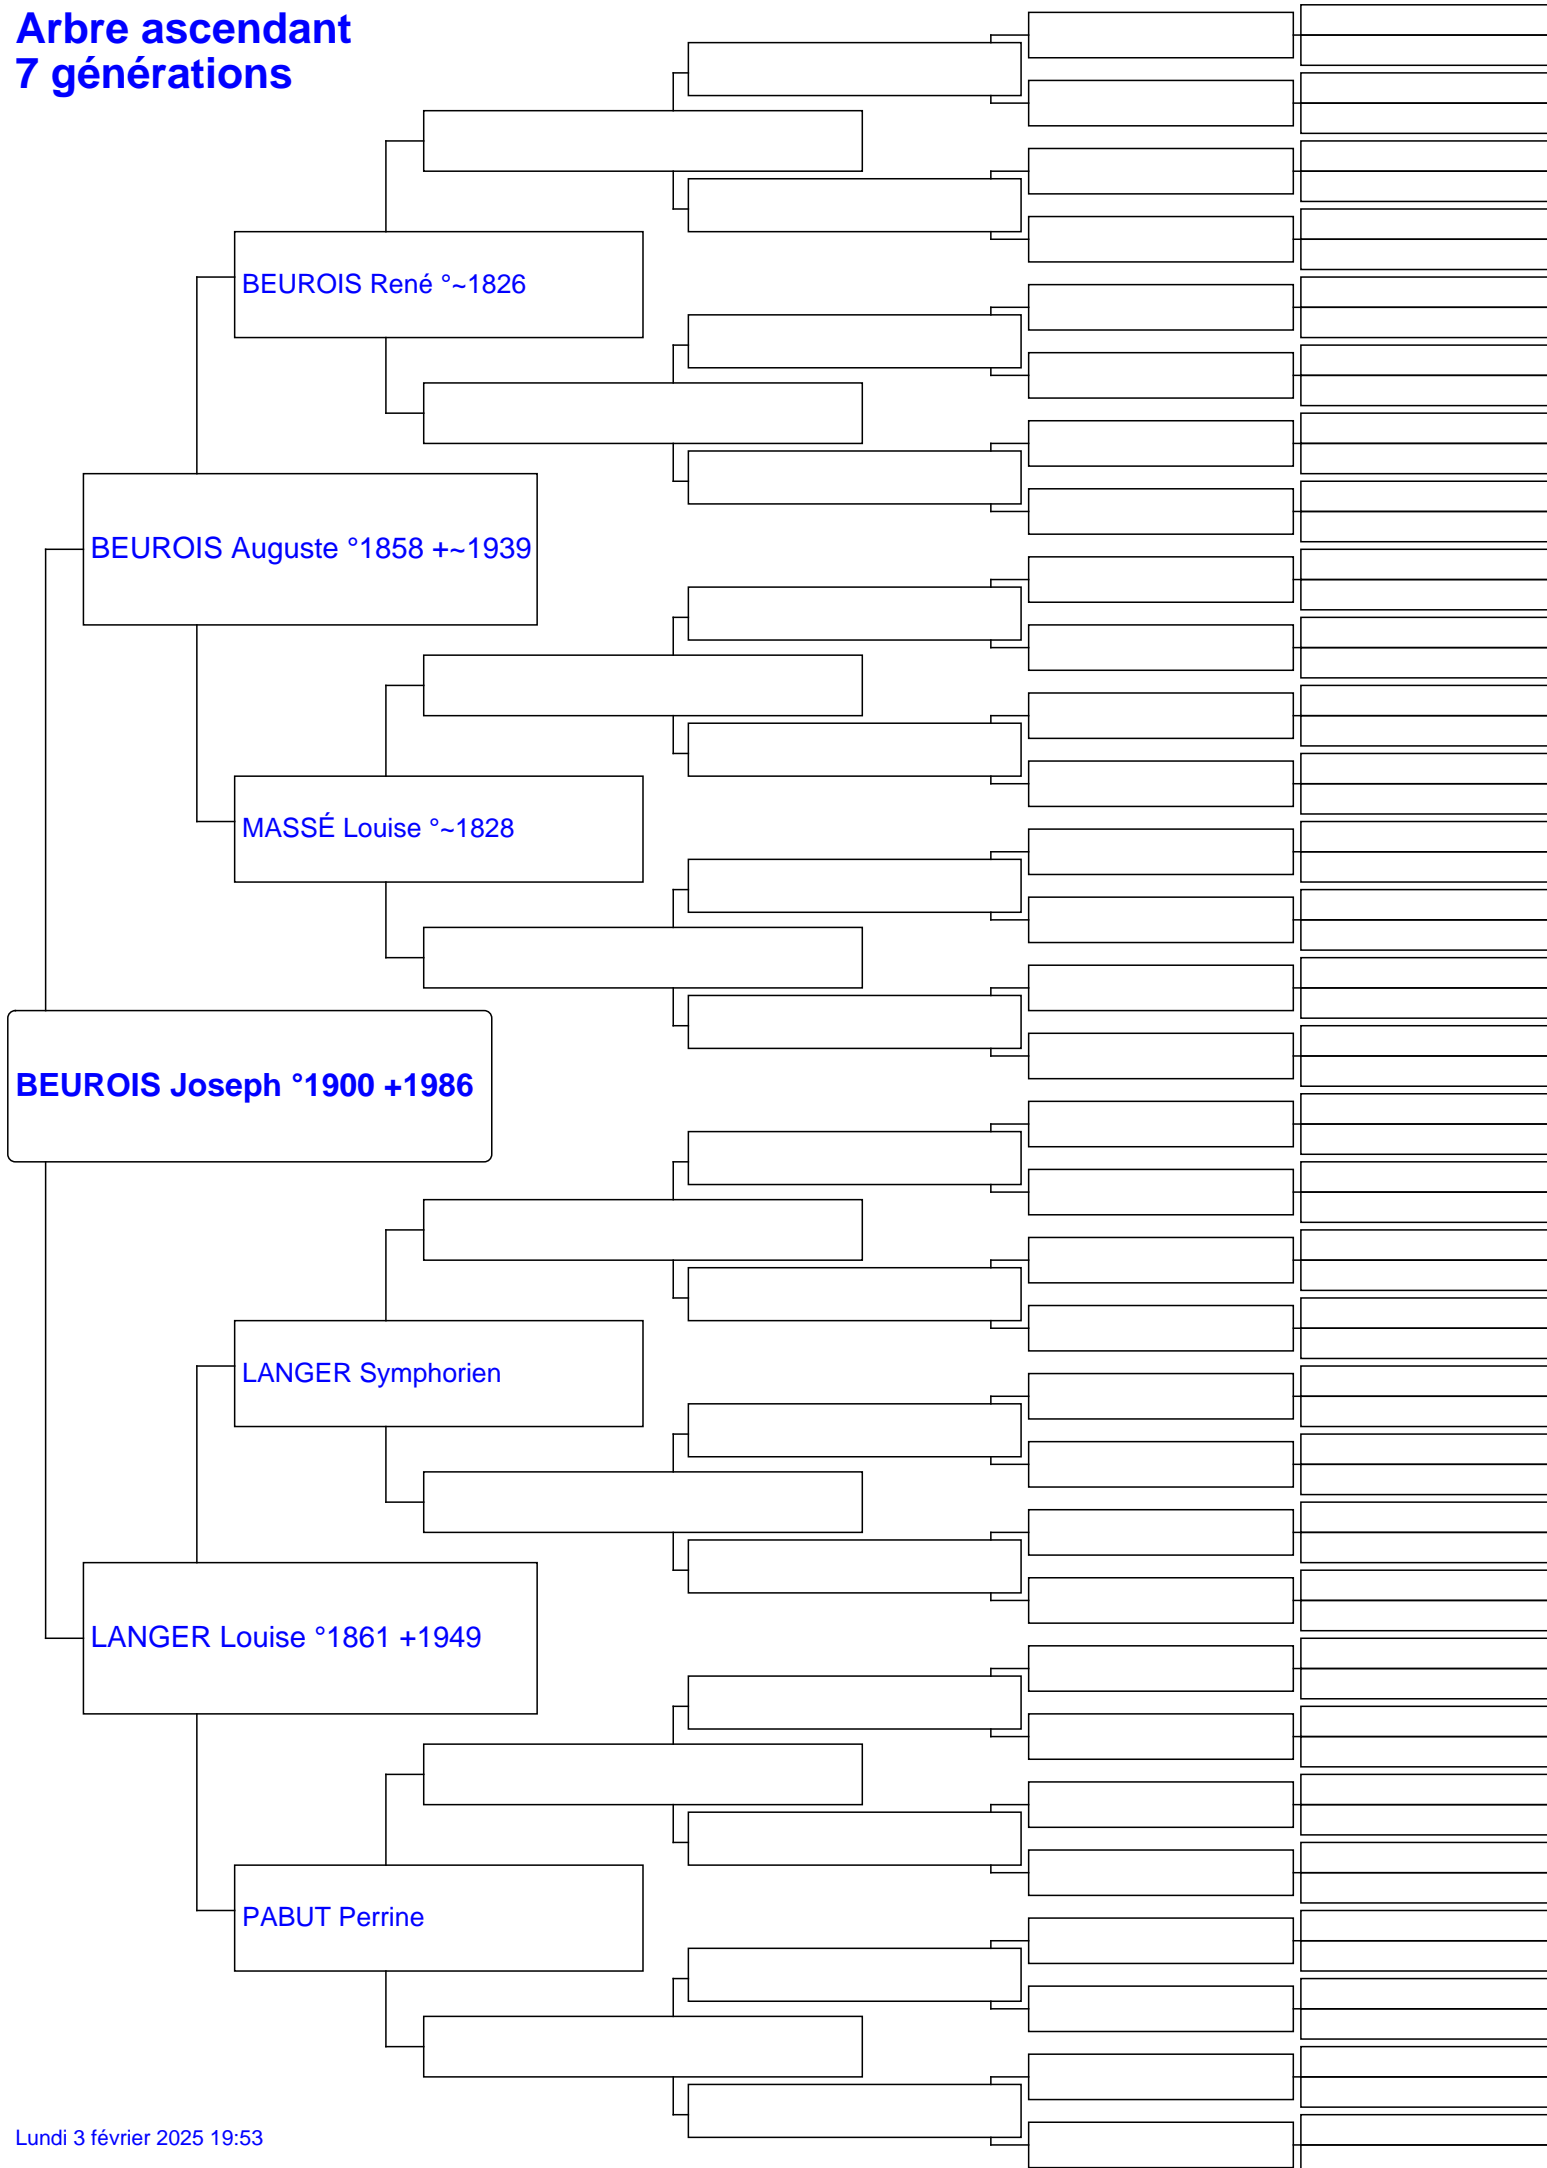 Arbre ascendant
7 générations
BEUROIS René °~1826
BEUROIS Auguste °1858 +~1939
MASSÉ Louise °~1828
BEUROIS Joseph °1900 +1986
LANGER Symphorien
LANGER Louise °1861 +1949
PABUT Perrine
Lundi 3 février 2025 19:53